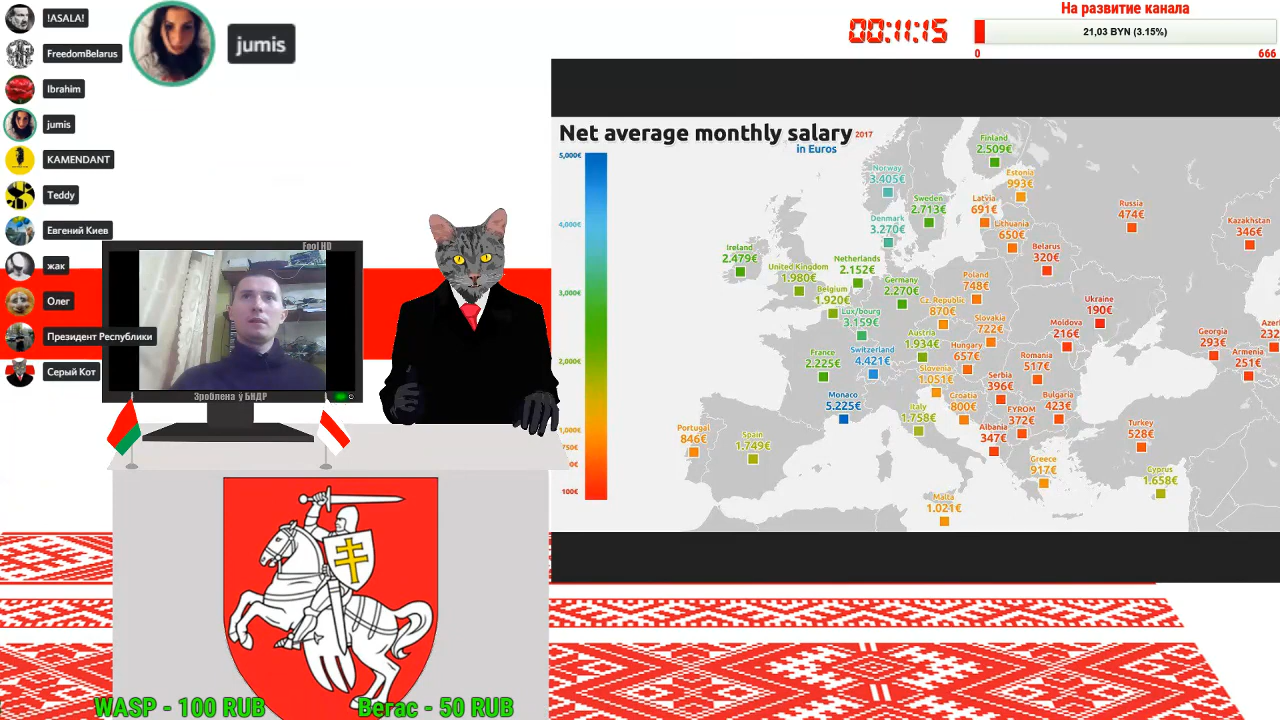 !ASALA!
FreedomBelarus
Ibrahim
jumis
KAMENDANT
Teddy
Евгений Киев
жак
Олег
Президент Республики
Серый Кот
jumis
00:11:15
На развитие канала
21,03 BYN (3.15%)
0
666
Fool HD
Зроблена ў БНДР
WASP - 100 RUB
Berac - 50 RUB
Net average monthly salary 2017
in Euros
5,000€
4,000€
3,000€
2,000€
1,000€
750€
100€
Finland
2.509€
Norway
3.405€
Estonia
993€
Sweden
2.713€
Latvia
691€
Russia
474€
Denmark
3.270€
Lithuania
650€
Kazakhstan
346€
Ireland
2.479€
Belarus
320€
United Kingdom
1.980€
Netherlands
2.152€
Germany
2.270€
Poland
748€
Belgium
1.920€
Cz. Republic
870€
Ukraine
190€
Lux/bourg
3.159€
Slovakia
722€
Moldova
216€
Georgia
293€
Azer
232
Austria
1.934€
France
2.225€
Switzerland
4.421€
Hungary
657€
Romania
517€
Armenia
251€
Slovenia
1.051€
Serbia
396€
Monaco
5.225€
Croatia
800€
Bulgaria
423€
Italy
1.758€
FYROM
372€
Portugal
846€
Spain
1.749€
Albania
347€
Turkey
528€
Greece
917€
Cyprus
1.658€
Malta
1.021€